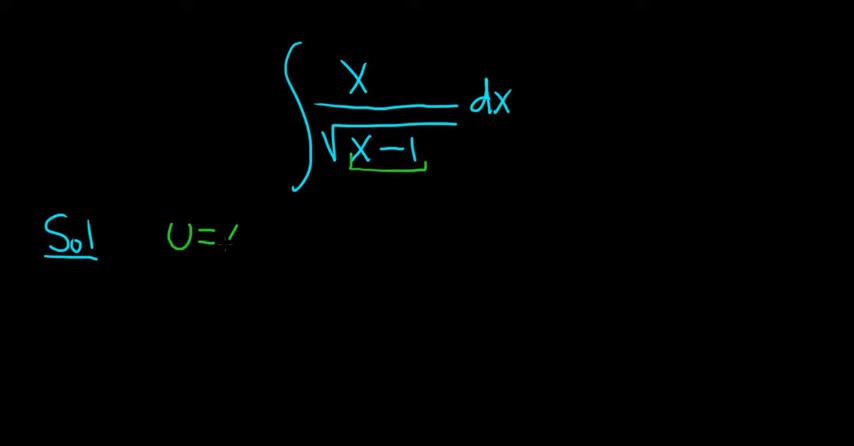 ∫ x/√(x-1) dx
Sol U=